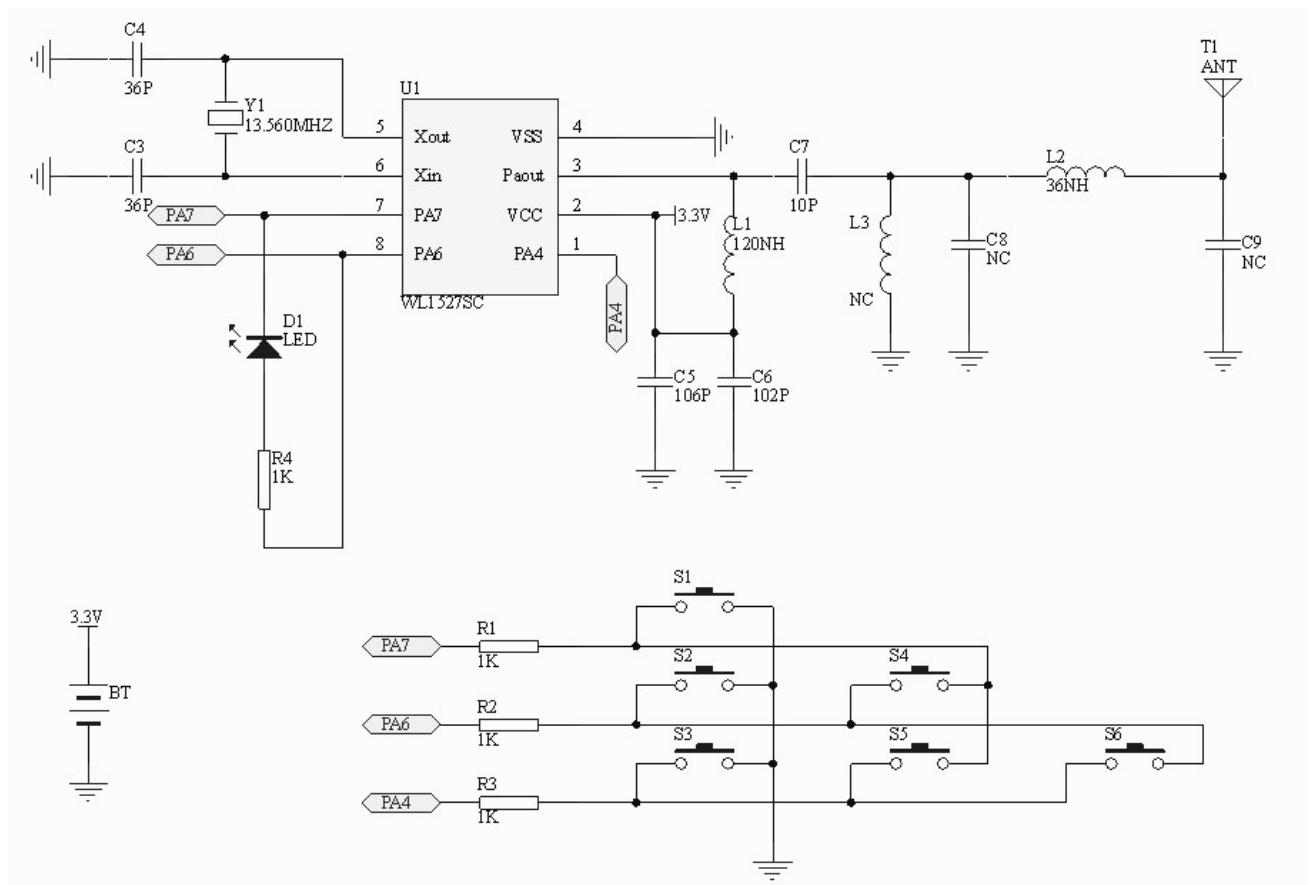 C4
36P
Y1
13.560MHZ
C3
36P
U1
5
Xout
6
Xin
7
PA7
8
PA6
VSS
4
Paout
3
VCC
2
PA4
1
WL1527SC
PA7
PA6
3.3V
PA4
L1
120NH
C7
10P
L3
NC
C8
NC
L2
36NH
T1
ANT
C9
NC
D1
LED
R4
1K
C5
106P
C6
102P
3.3V
BT
PA7
R1
1K
PA6
R2
1K
PA4
R3
1K
S1
S2
S3
S4
S5
S6